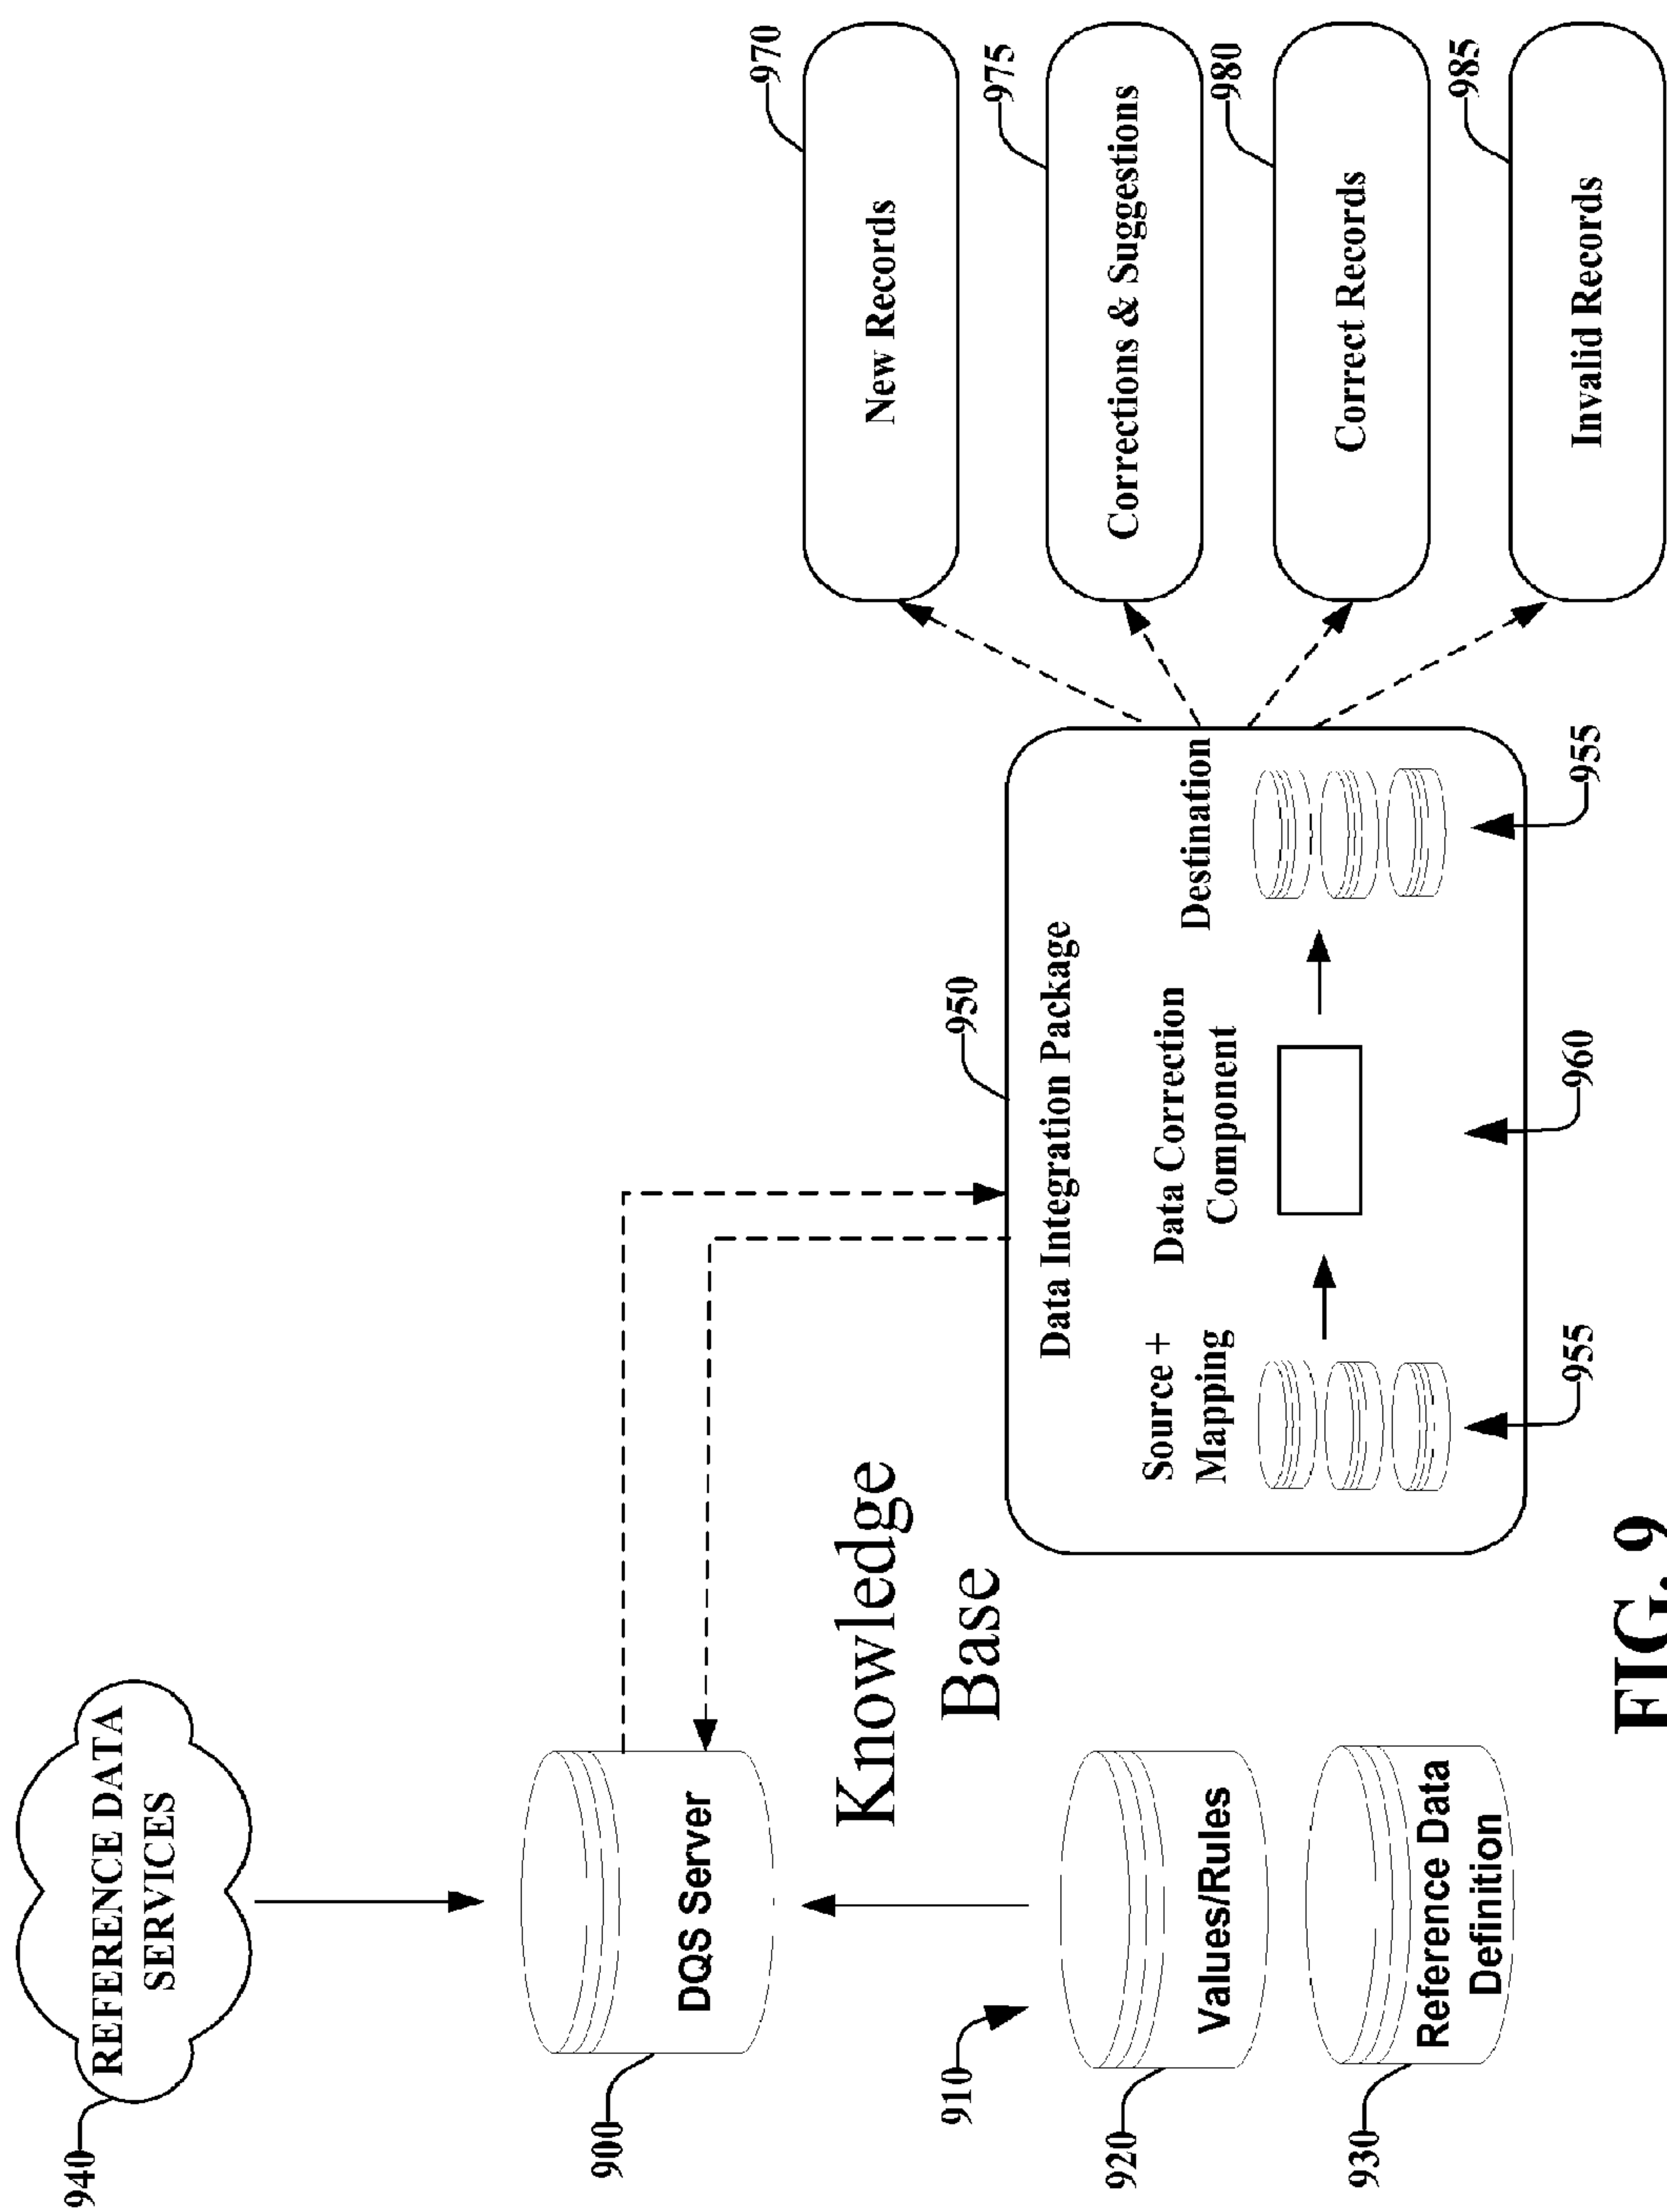 940
REFERENCE DATA
SERVICES
900
DQS Server
Knowledge
Base
910
920
Values/Rules
930
Reference Data
Definition
950
Data Integration Package
Source +
Mapping
Data Correction
Component
Destination
955
960
955
970
New Records
975
Corrections & Suggestions
980
Correct Records
985
Invalid Records
FIG. 9